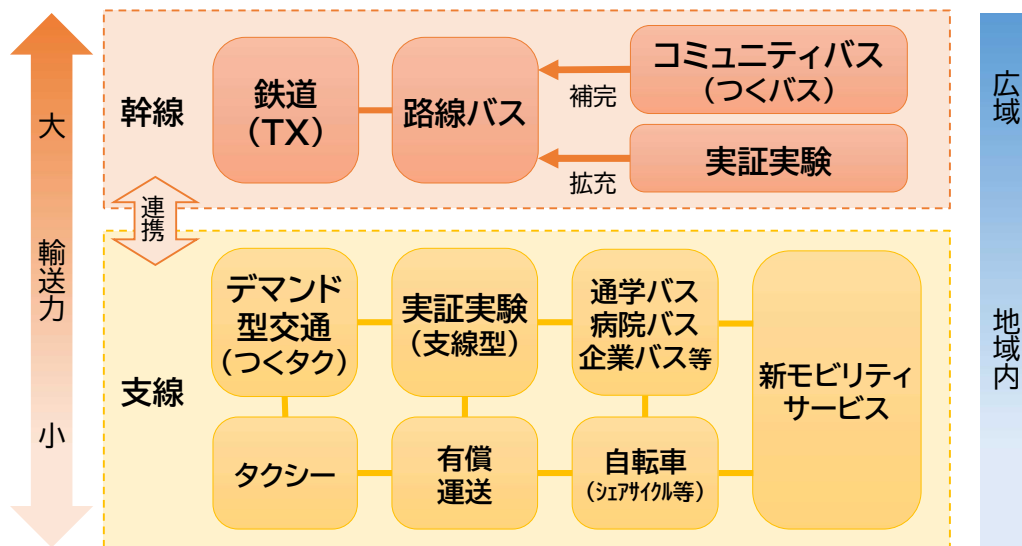 大
輸送力
小
幹線
鉄道
(TX)
路線バス
補完
コミュニティバス
(つくバス)
拡充
実証実験
連携
支線
デマンド
型交通
(つくタク)
実証実験
(支線型)
通学バス
病院バス
企業バス等
新モビリティ
サービス
タクシー
有償
運送
自転車
(シェアサイクル等)
広域
地域内